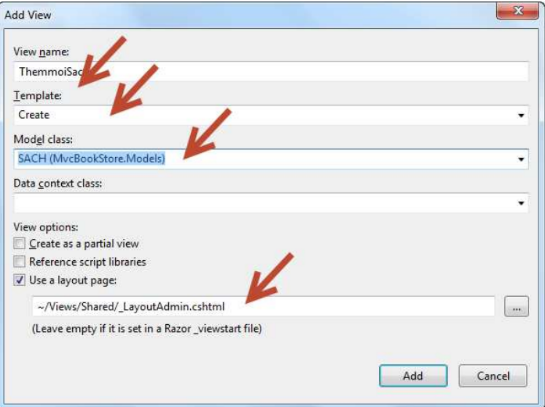 Add View
View name:
ThemmoiSac
Template:
Create
Model class:
SACH (MvcBookStore.Models)
Data context class:
View options:
Create as a partial view
Reference script libraries
Use a layout page:
~/Views/Shared/_LayoutAdmin.cshtml
...
(Leave empty if it is set in a Razor _viewstart file)
Add
Cancel